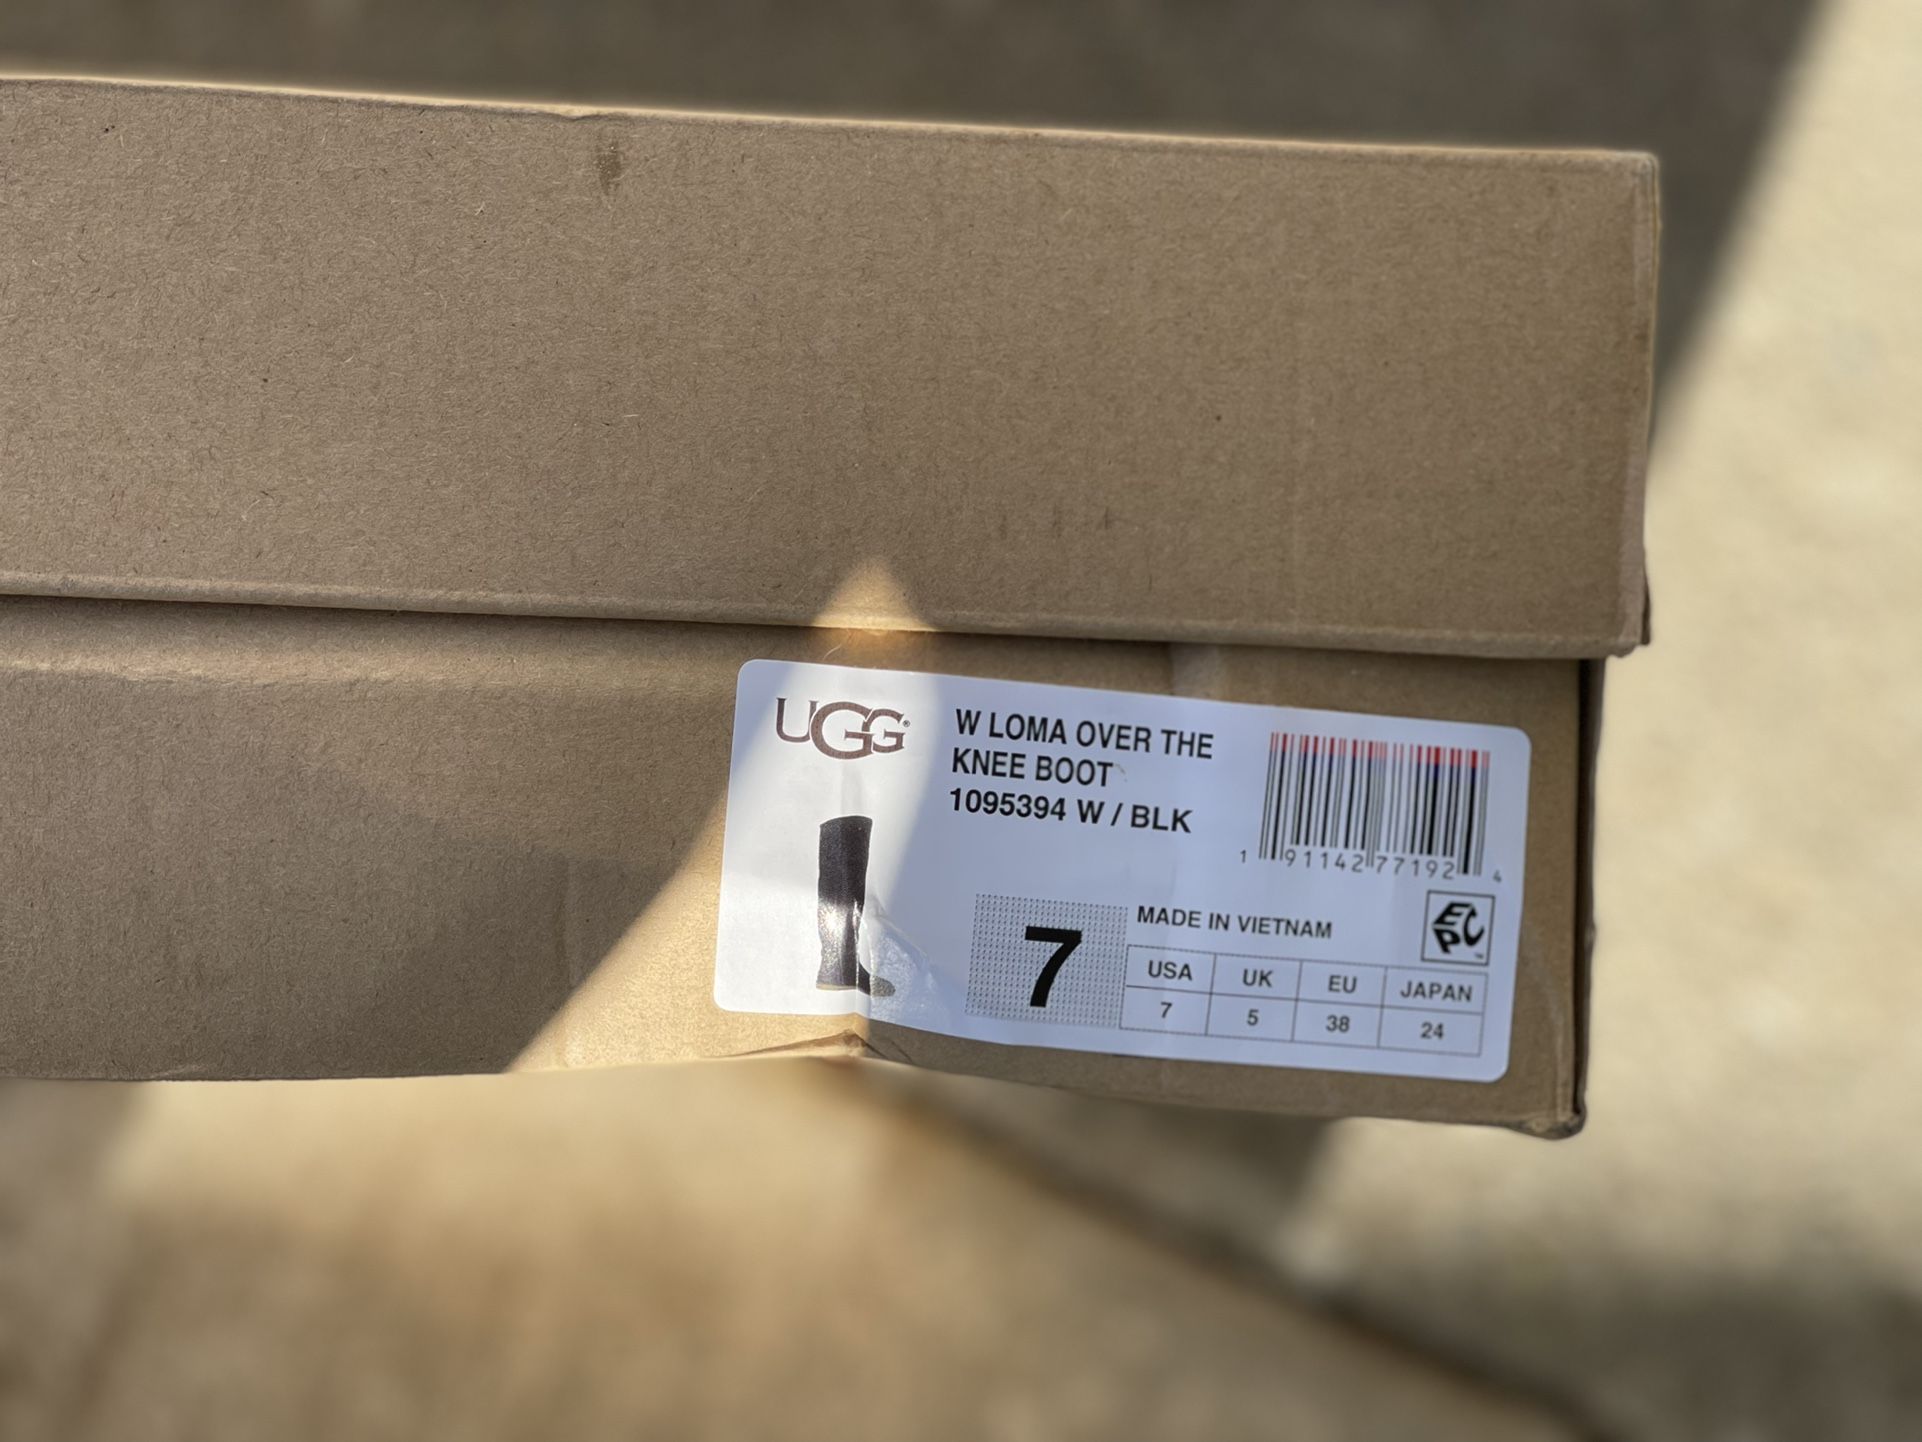 UGG®
W LOMA OVER THE
KNEE BOOT
1095394 W / BLK
1 91142 77192 4
7
MADE IN VIETNAM
EPC™
USA UK EU JAPAN
7 5 38 24